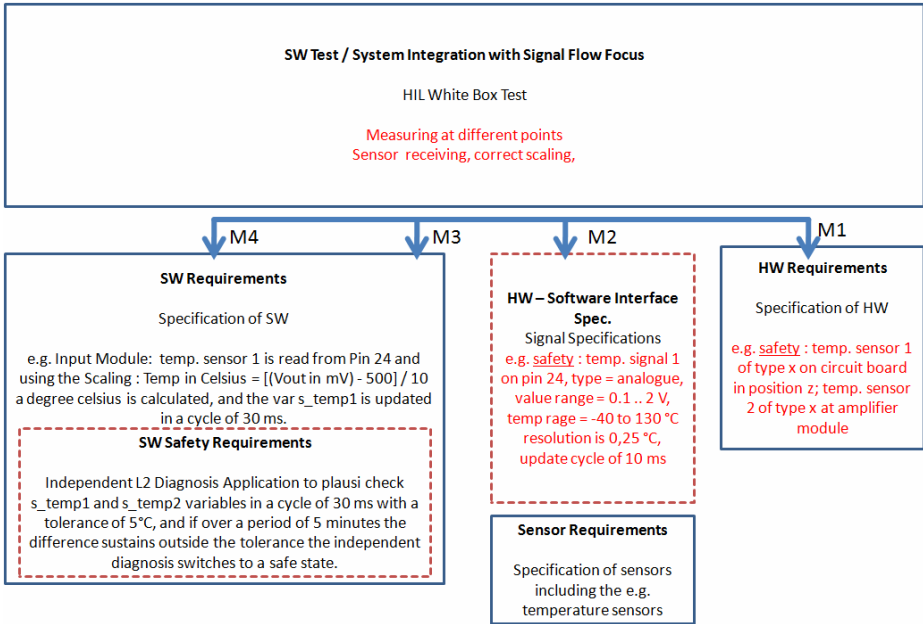 SW Test / System Integration with Signal Flow Focus
HIL White Box Test
Measuring at different points
Sensor  receiving, correct scaling,
M4
M3
M2
M1
SW Requirements
Specification of SW
e.g. Input Module:  temp. sensor 1 is read from Pin 24 and
using the Scaling : Temp in Celsius = [(Vout in mV) - 500] / 10
a degree celsius is calculated, and the var s_temp1 is updated
in a cycle of 30 ms.
SW Safety Requirements
Independent L2 Diagnosis Application to plausi check
s_temp1 and s_temp2 variables in a cycle of 30 ms with a
tolerance of 5°C, and if over a period of 5 minutes the
difference sustains outside the tolerance the independent
diagnosis switches to a safe state.
HW – Software Interface
Spec.
Signal Specifications
e.g. safety : temp. signal 1
on pin 24, type = analogue,
value range = 0.1 .. 2 V,
temp rage = -40 to 130 °C
resolution is 0,25 °C,
update cycle of 10 ms
Sensor Requirements
Specification of sensors
including the e.g.
temperature sensors
HW Requirements
Specification of HW
e.g. safety : temp. sensor 1
of type x on circuit board
in position z; temp. sensor
2 of type x at amplifier
module